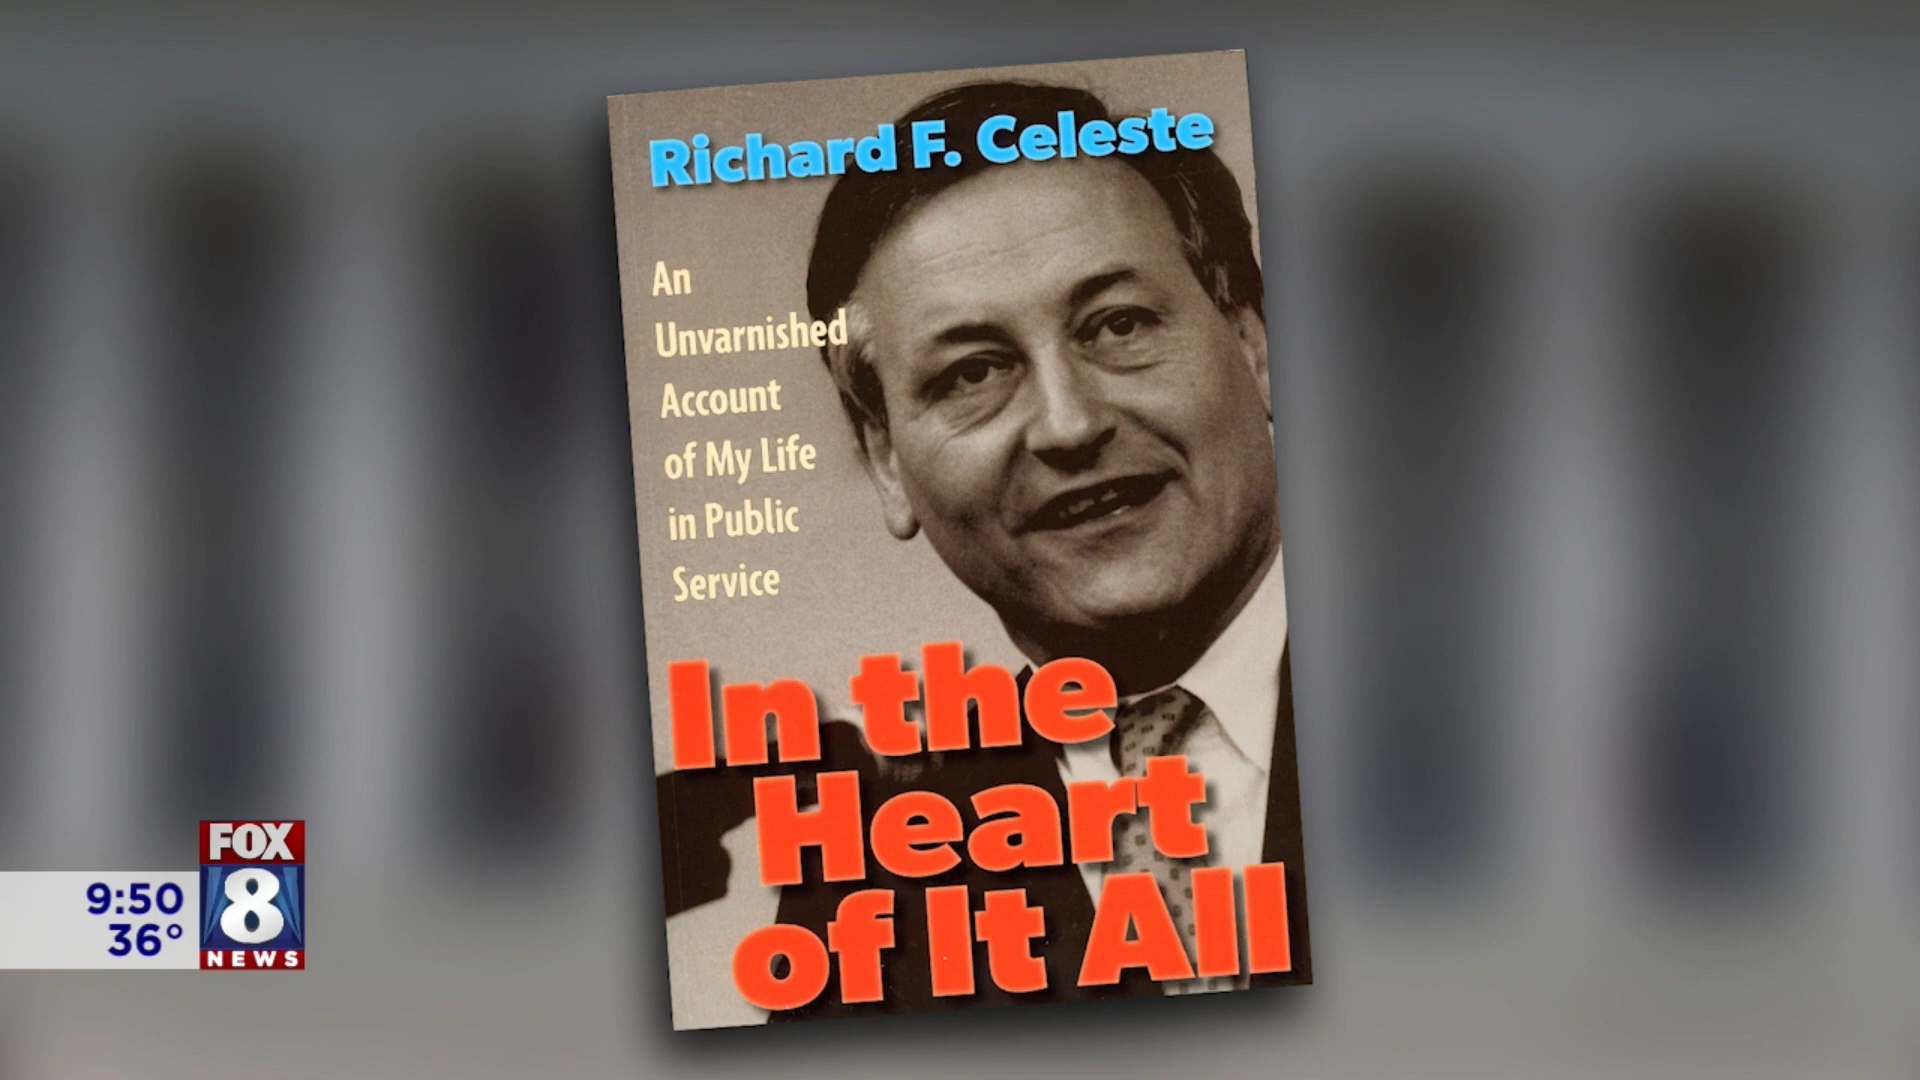 Richard F. Celeste
An
Unvarnished
Account
of My Life
in Public
Service
In the
Heart
of It All
9:50
36°
FOX
8
NEWS